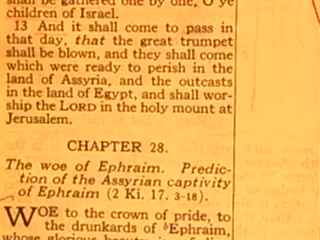 shall be gathered one by one, O ye
children of Israel.
13 And it shall come to pass in
that day, that the great trumpet
shall be blown, and they shall come
which were ready to perish in the
land of Assyria, and the outcasts
in the land of Egypt, and shall wor-
ship the LORD in the holy mount at
Jerusalem.
CHAPTER 28.
The woe of Ephraim. Predic-
tion of the Assyrian captivity
of Ephraim (2 Ki. 17. 3-18).
WOE to the crown of pride, to
the drunkards of bEphraim,
whose glorious beauty is